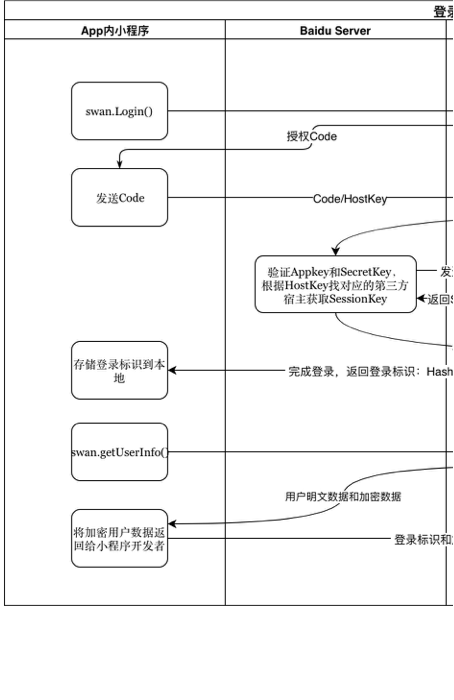 登录
App内小程序
Baidu Server
swan.Login()
授权Code
发送Code
Code/HostKey
验证Appkey和SecretKey，
根据HostKey找对应的第三方
宿主获取SessionKey
发
返回S
存储登录标识到本
地
完成登录，返回登录标识：Hash
swan.getUserInfo()
用户明文数据和加密数据
将加密用户数据返
回给小程序开发者
登录标识和